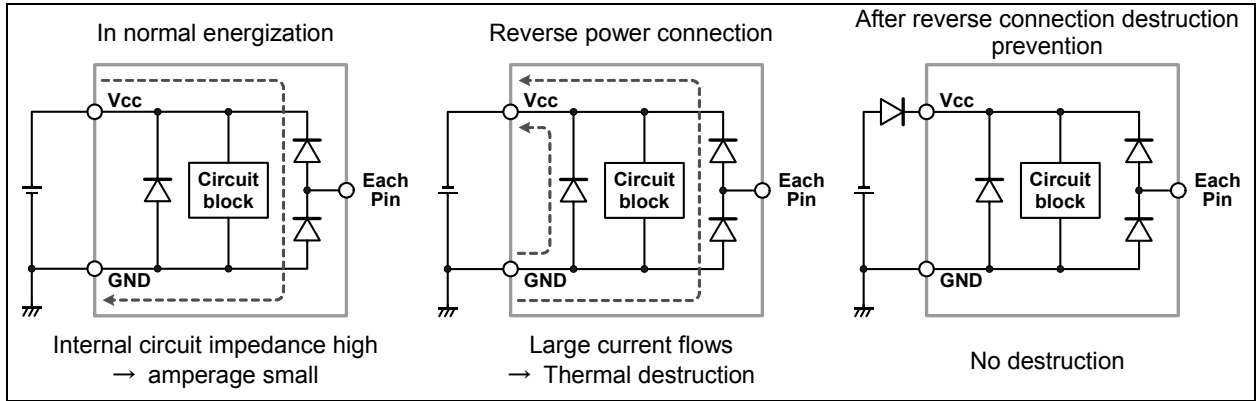 In normal energization
Vcc
Circuit
block
Each
Pin
GND
Internal circuit impedance high
→ amperage small
Reverse power connection
Vcc
Circuit
block
Each
Pin
GND
Large current flows
→ Thermal destruction
After reverse connection destruction
prevention
Vcc
Circuit
block
Each
Pin
GND
No destruction